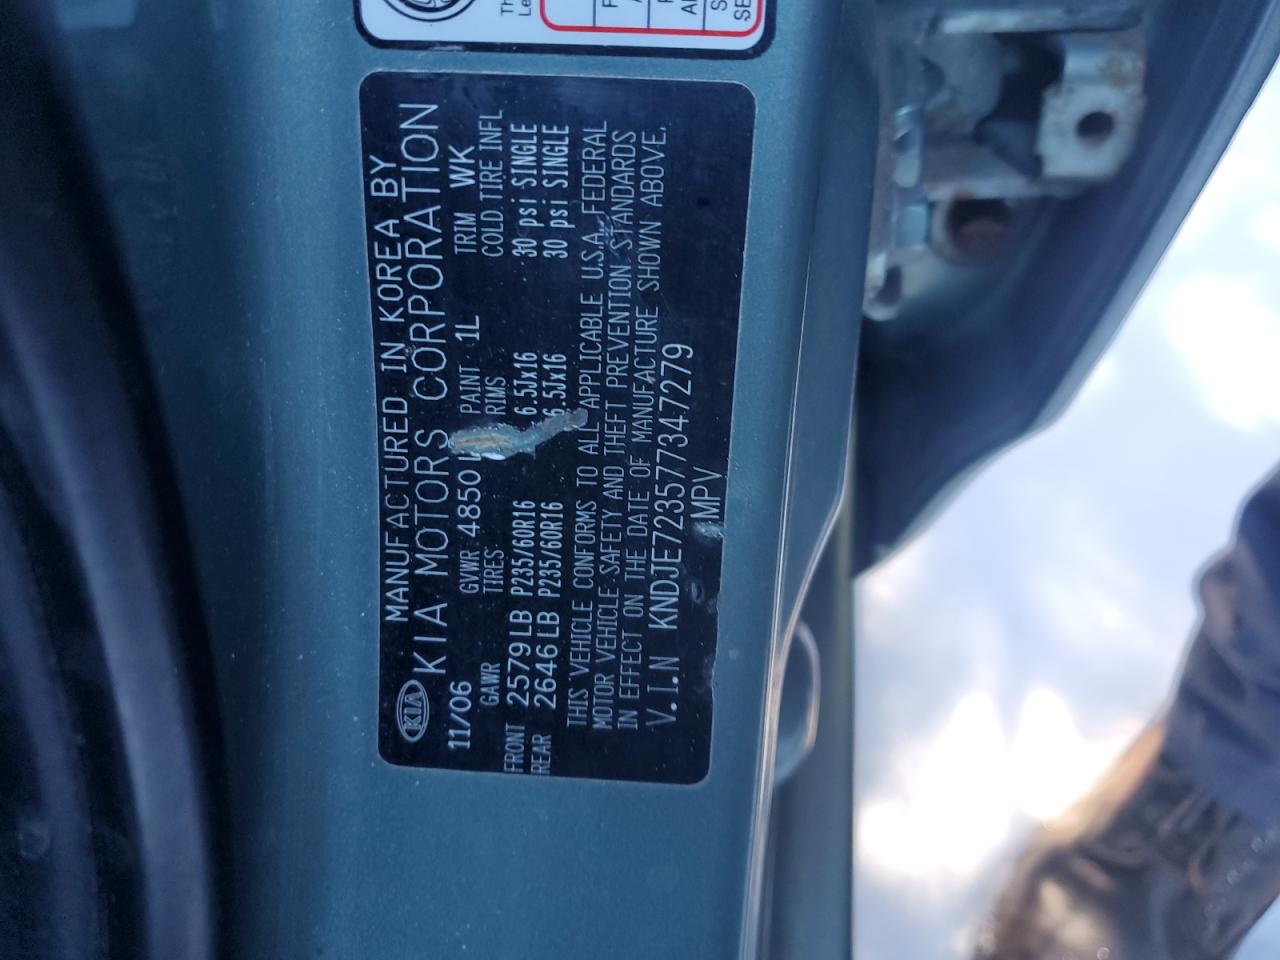 MANUFACTURED IN KOREA BY
KIA KIA MOTORS CORPORATION
11/06 GVWR 4850 PAINT 1L TRIM WK
GAWR TIRES: RIMS COLD TIRE INFL
FRONT 2579LB P235/60R16 6.5Jx16 30 psi SINGLE
REAR 2646LB P235/60R16 6.5Jx16 30 psi SINGLE
THIS VEHICLE CONFORMS TO ALL APPLICABLE U.S.A. FEDERAL
MOTOR VEHICLE SAFETY AND THEFT PREVENTION STANDARDS
IN EFFECT ON THE DATE OF MANUFACTURE SHOWN ABOVE.
V.I.N KNDJE723577347279
MPV